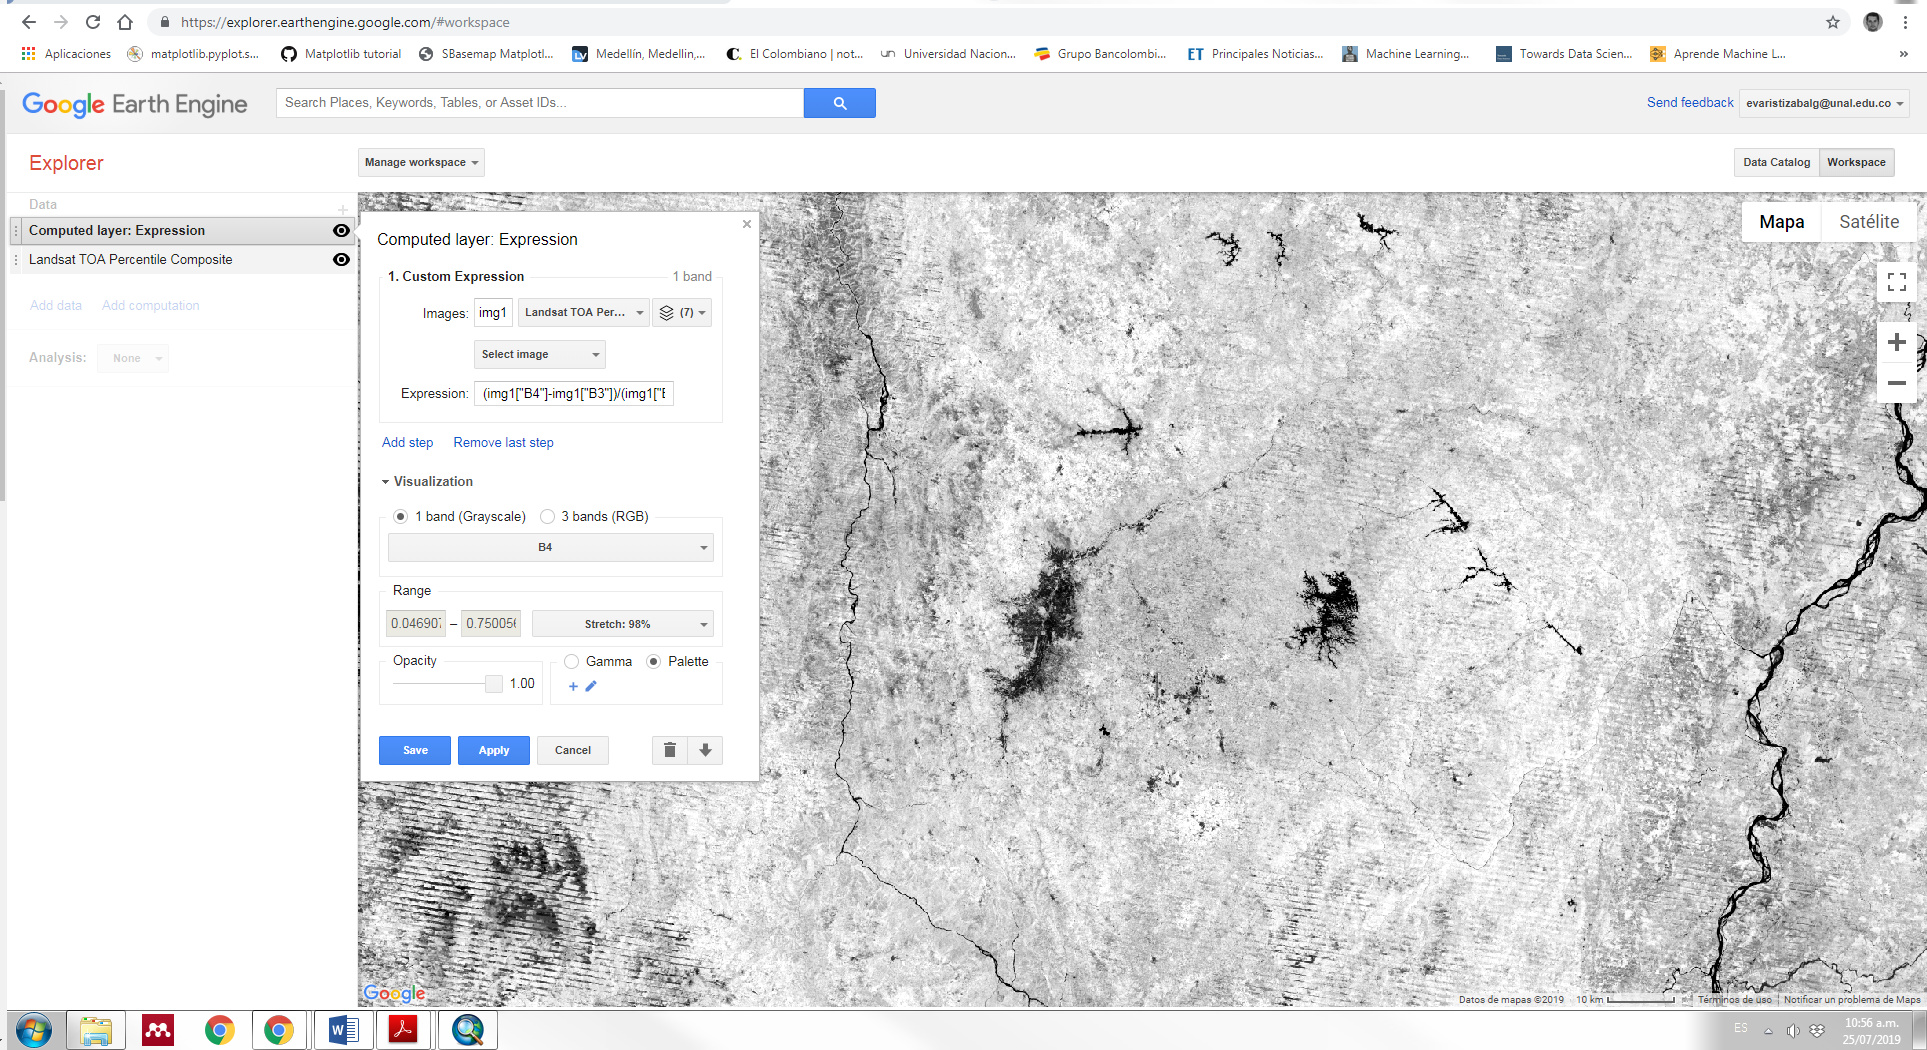 https://explorer.earthengine.google.com/#workspace
Aplicaciones matplotlib.pyplot.s... Matplotlib tutorial SBasemap Matplotl... Medellín, Medellin,... El Colombiano | not... Universidad Nacion... Grupo Bancolombi... Principales Noticias... Machine Learning... Towards Data Scien... Aprende Machine L... »
Google Earth Engine
Search Places, Keywords, Tables, or Asset IDs...
Send feedback
evaristizabalg@unal.edu.co
Explorer
Manage workspace
Data Catalog Workspace
Data
Computed layer: Expression
Landsat TOA Percentile Composite
Add data Add computation
Analysis: None
Computed layer: Expression
1. Custom Expression 1 band
Images: img1 Landsat TOA Per... (7)
Select image
Expression: (img1["B4"]-img1["B3"])/(img1["B
Add step Remove last step
Visualization
1 band (Grayscale) 3 bands (RGB)
B4
Range
0.046907 – 0.750056 Stretch: 98%
Opacity
1.00
Gamma Palette
Save Apply Cancel
Mapa Satélite
Google
Datos de mapas ©2019 10 km Términos de uso Notificar un problema de Maps
ES
10:56 a.m.
25/07/2019